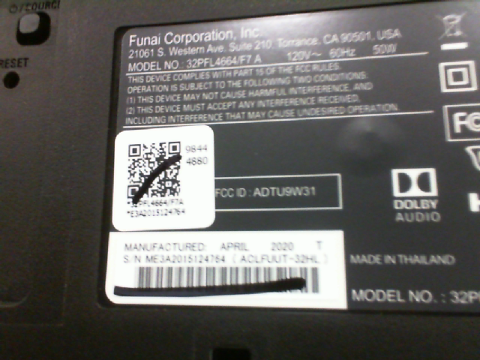 RESET
Funai Corporation, Inc.
21061 S. Western Ave. Suite 210, Torrance, CA 90501, USA
MODEL NO.: 32PFL4664/F7 A 120V~ 60Hz 50W
THIS DEVICE COMPLIES WITH PART 15 OF THE FCC RULES.
OPERATION IS SUBJECT TO THE FOLLOWING TWO CONDITIONS:
(1) THIS DEVICE MAY NOT CAUSE HARMFUL INTERFERENCE, AND
(2) THIS DEVICE MUST ACCEPT ANY INTERFERENCE RECEIVED,
INCLUDING INTERFERENCE THAT MAY CAUSE UNDESIRED OPERATION.
9844
4880
*32PFL4664/F7A
*E3A2015124764
FCC ID: ADTU9W31
DOLBY
AUDIO
MANUFACTURED: APRIL 2020 T
S/N ME3A2015124764 (ACLFUUT-32HL)
MADE IN THAILAND
MODEL NO.: 32P